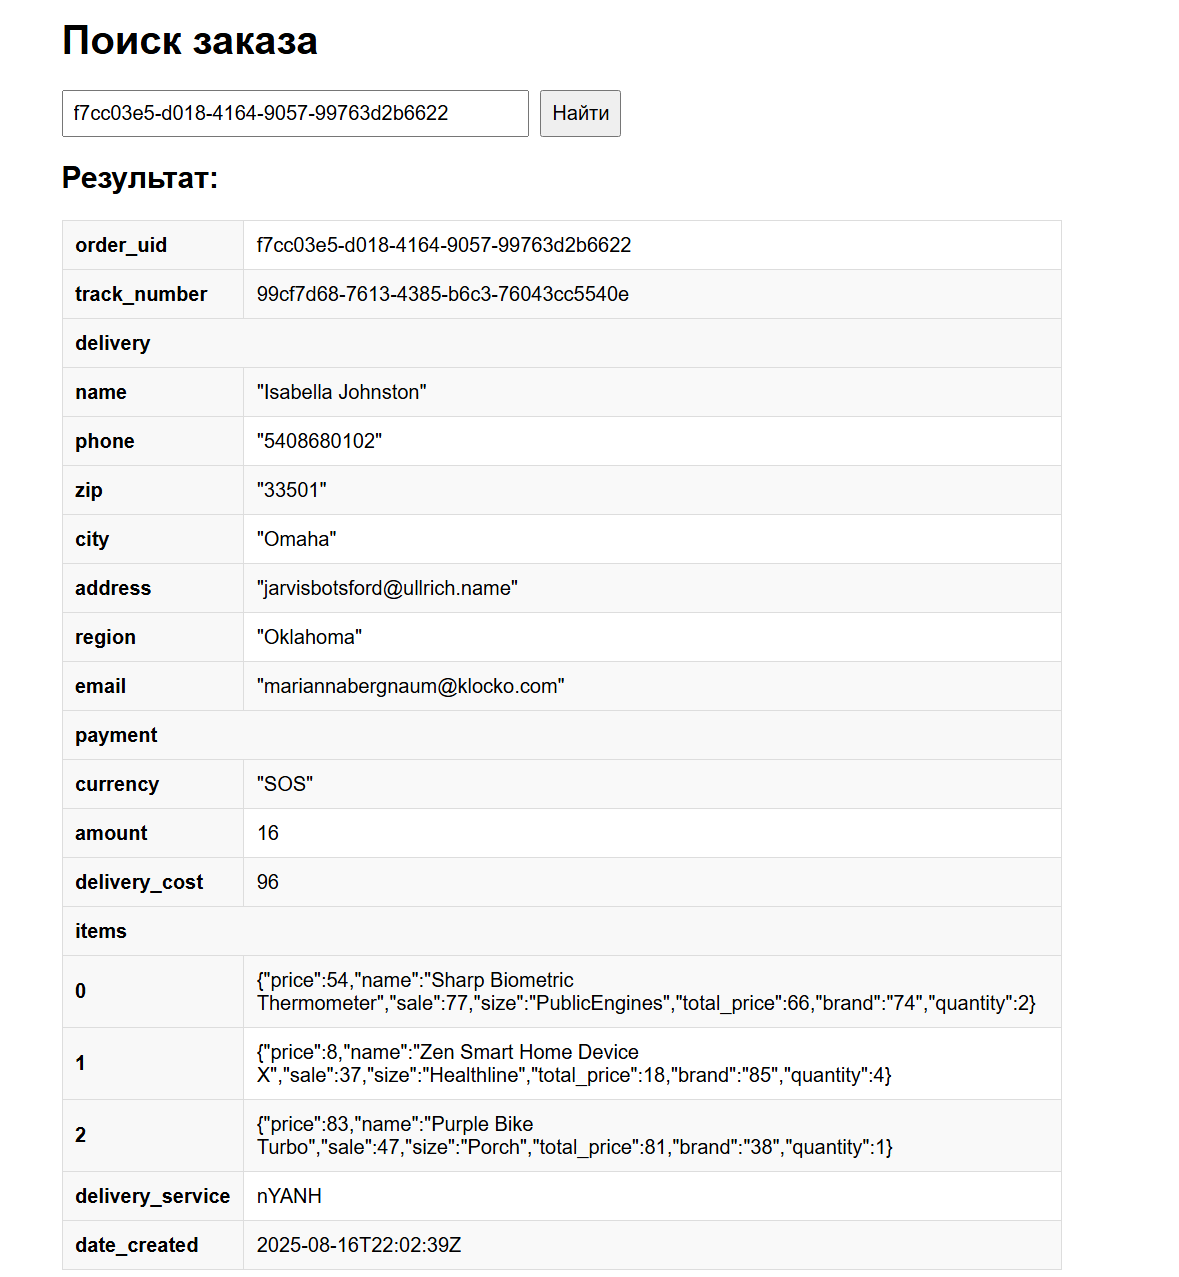 Поиск заказа
f7cc03e5-d018-4164-9057-99763d2b6622 Найти
Результат:
order_uid f7cc03e5-d018-4164-9057-99763d2b6622
track_number 99cf7d68-7613-4385-b6c3-76043cc5540e
delivery
name "Isabella Johnston"
phone "5408680102"
zip "33501"
city "Omaha"
address "jarvisbotsford@ullrich.name"
region "Oklahoma"
email "mariannabergnaum@klocko.com"
payment
currency "SOS"
amount 16
delivery_cost 96
items
0 {"price":54,"name":"Sharp Biometric
Thermometer","sale":77,"size":"PublicEngines","total_price":66,"brand":"74","quantity":2}
1 {"price":8,"name":"Zen Smart Home Device
X","sale":37,"size":"Healthline","total_price":18,"brand":"85","quantity":4}
2 {"price":83,"name":"Purple Bike
Turbo","sale":47,"size":"Porch","total_price":81,"brand":"38","quantity":1}
delivery_service nYANH
date_created 2025-08-16T22:02:39Z